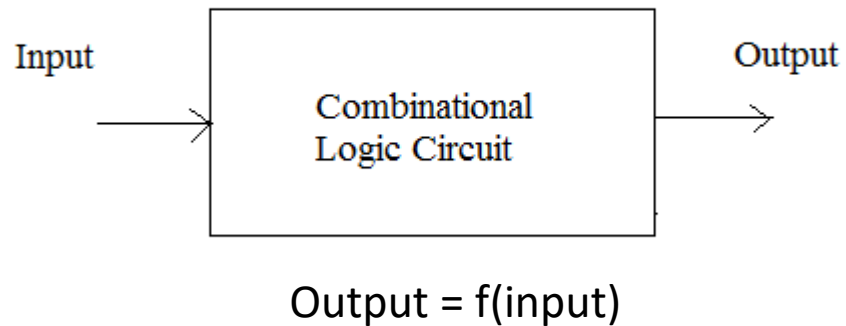 Input
Output
Combinational
Logic Circuit
Output = f(input)